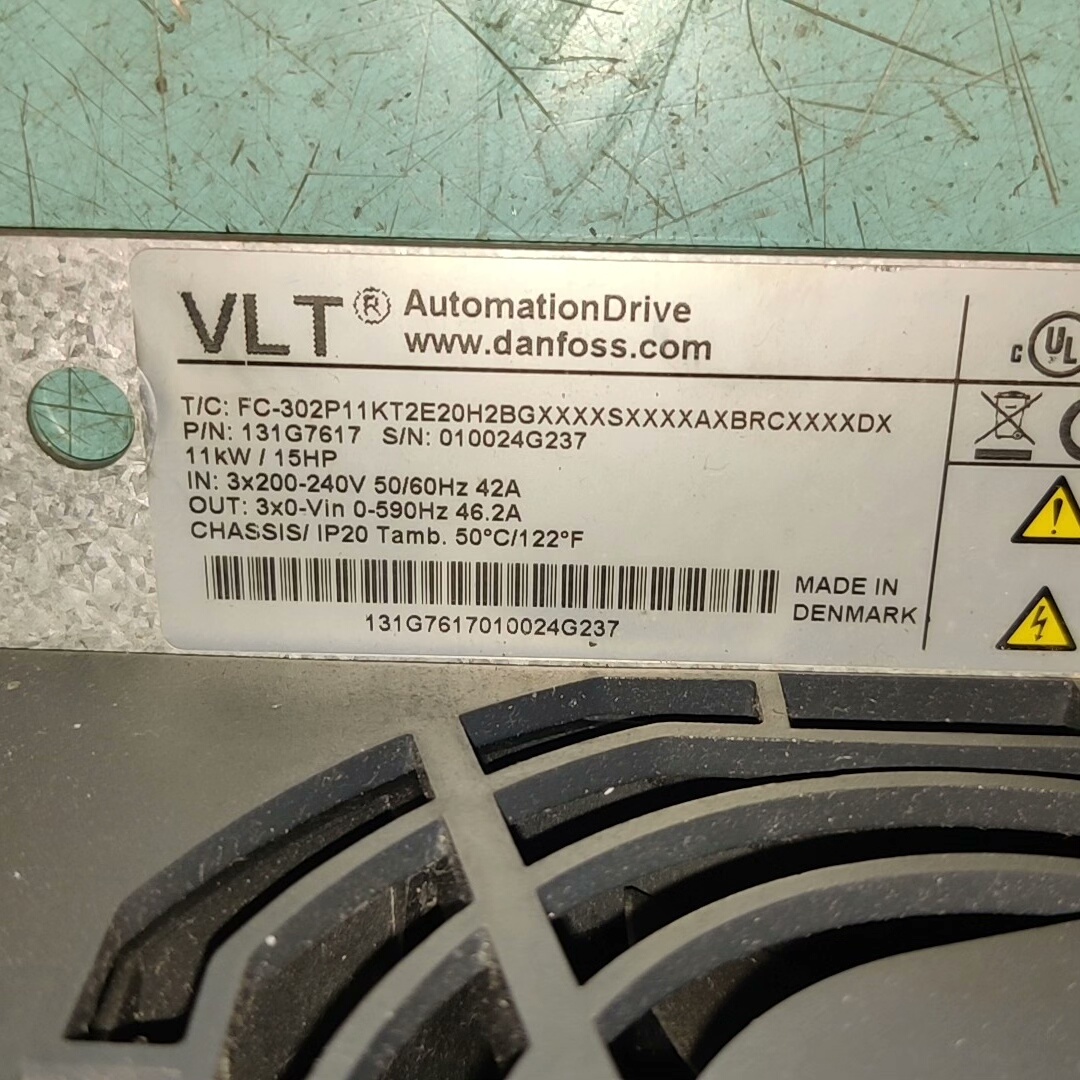 VLT® AutomationDrive
www.danfoss.com
T/C: FC-302P11KT2E20H2BGXXXXSXXXXAXBRCXXXXDX
P/N: 131G7617 S/N: 010024G237
11kW / 15HP
IN: 3x200-240V 50/60Hz 42A
OUT: 3x0-Vin 0-590Hz 46.2A
CHASSIS/ IP20 Tamb. 50°C/122°F
MADE IN
DENMARK
131G7617010024G237
c UL